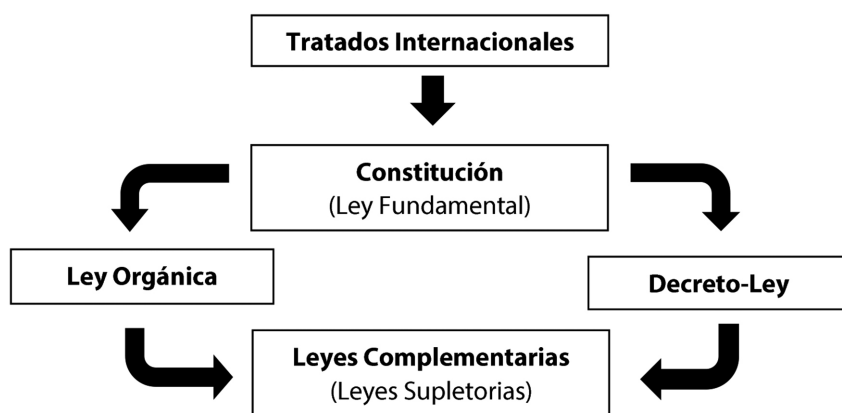 Tratados Internacionales
Constitución
(Ley Fundamental)
Ley Orgánica
Decreto-Ley
Leyes Complementarias
(Leyes Supletorias)